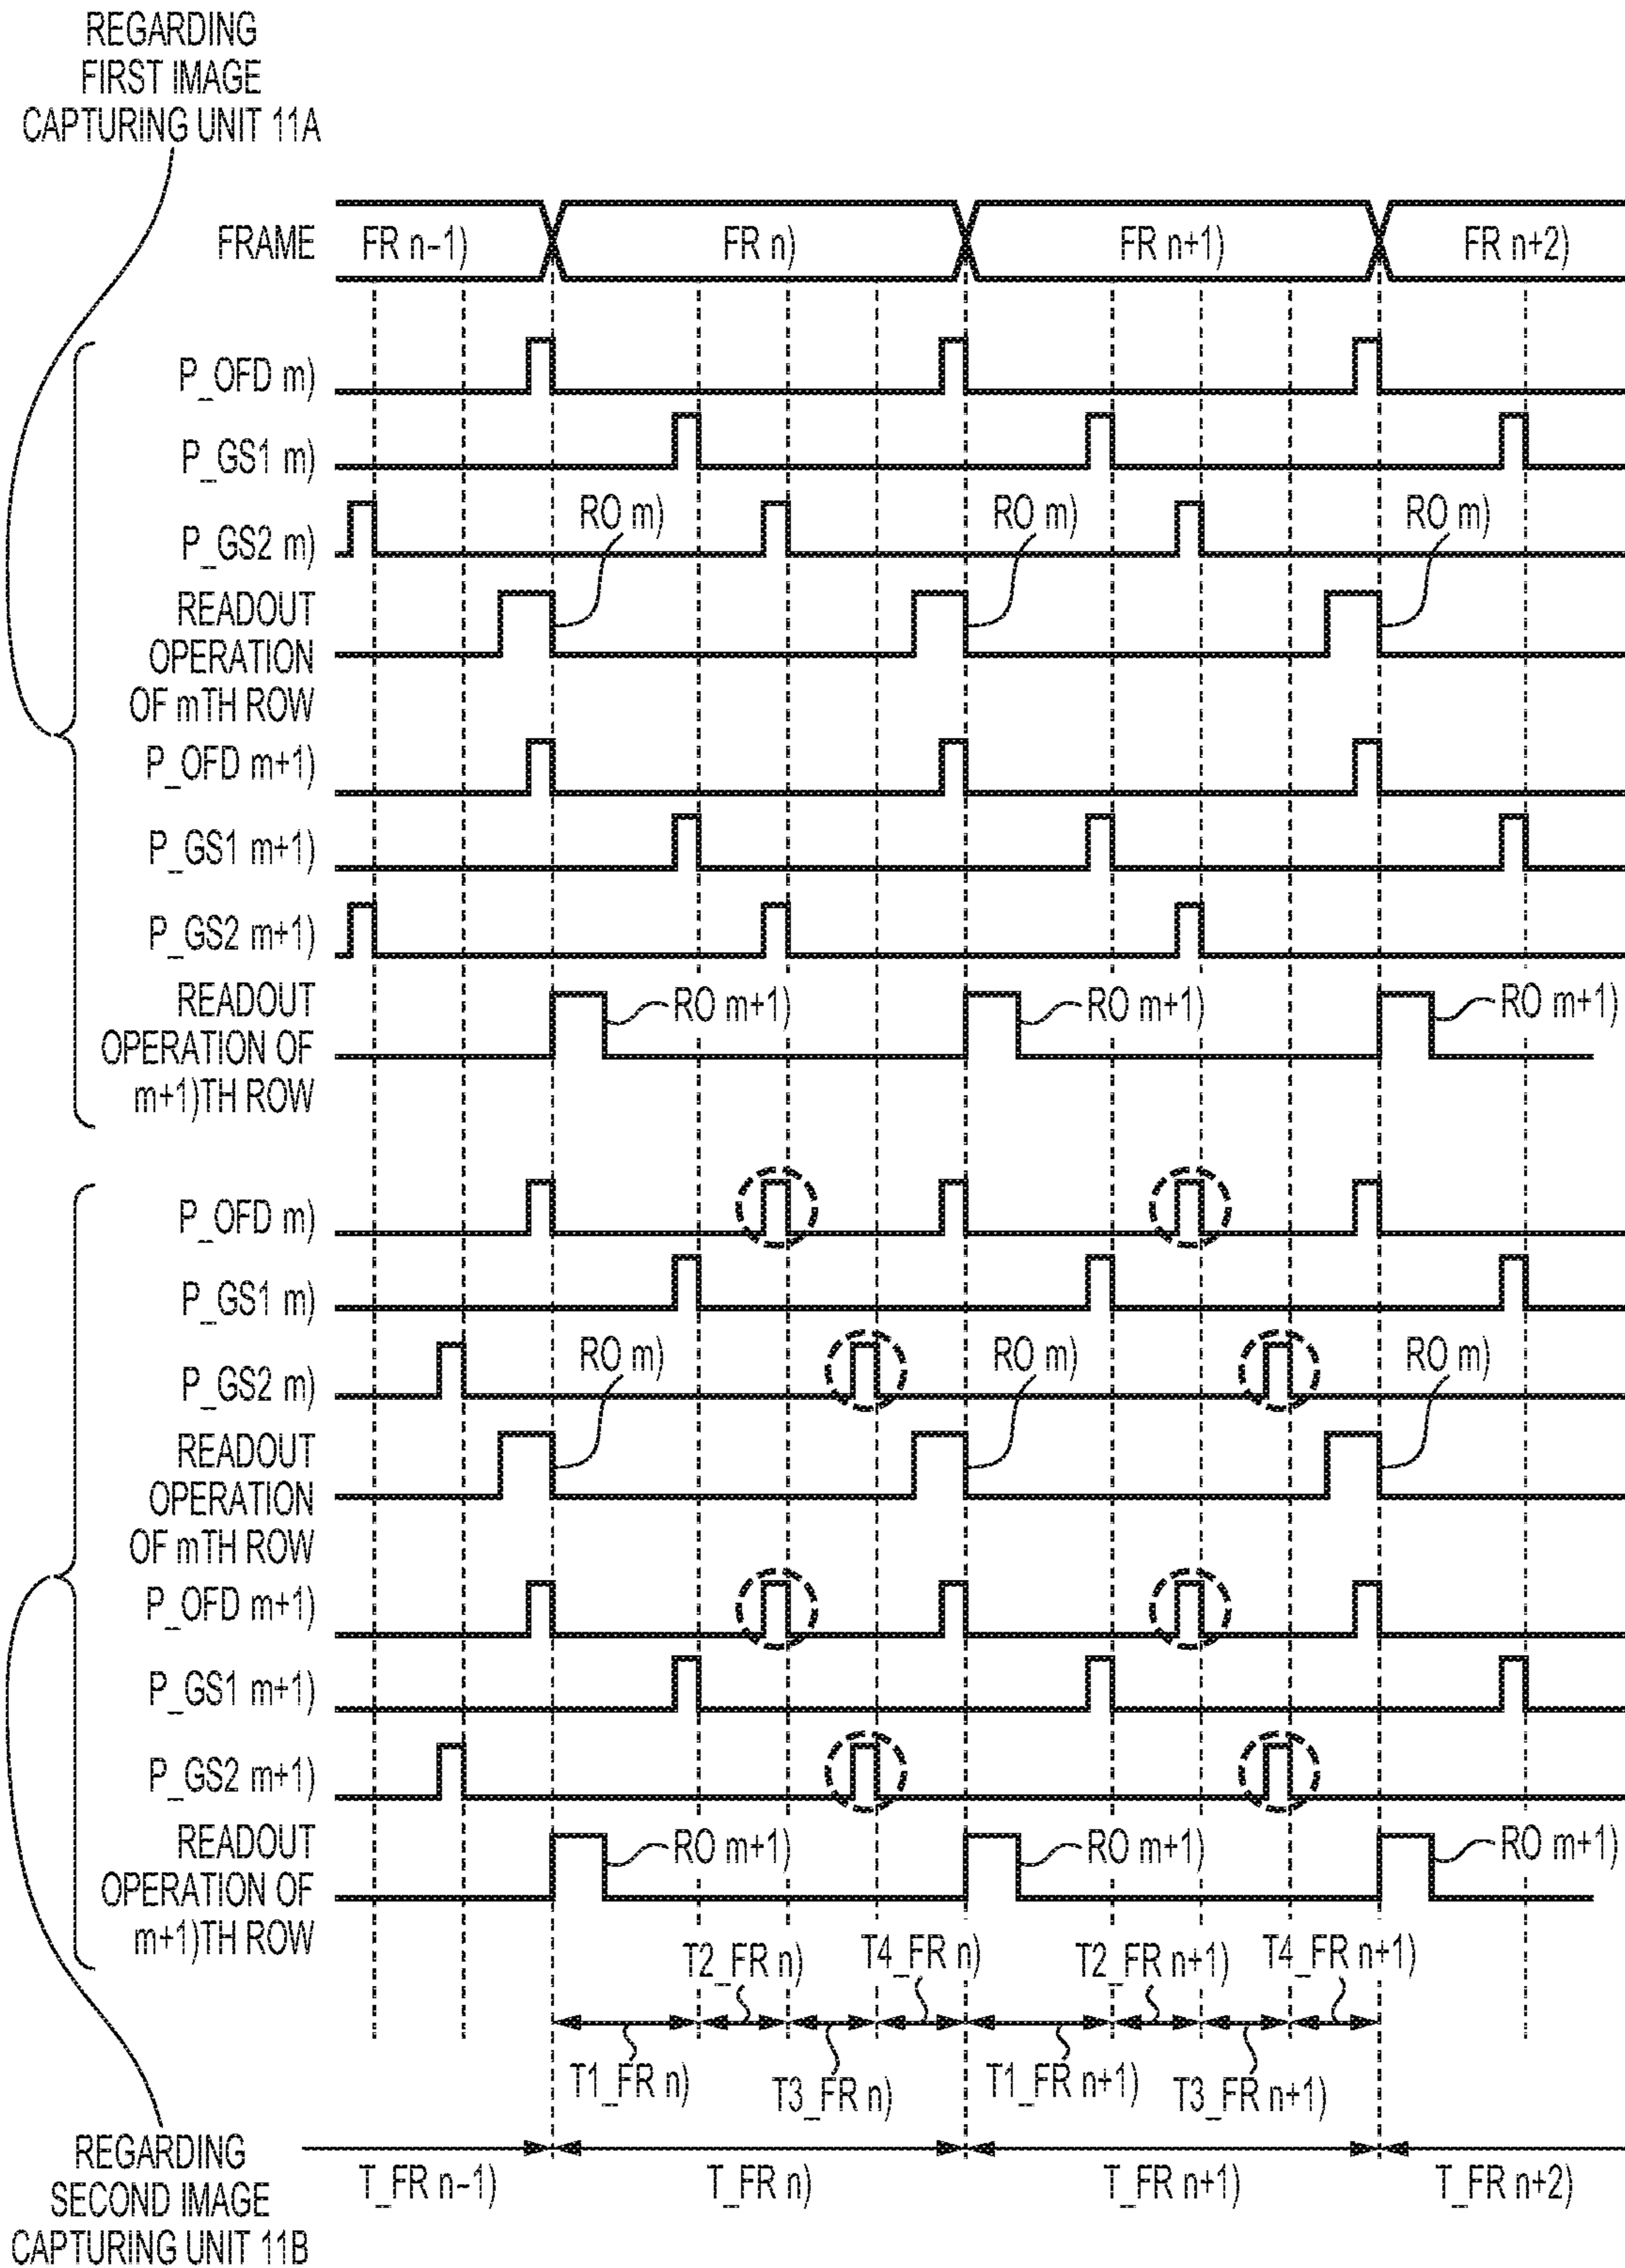 REGARDING
FIRST IMAGE
CAPTURING UNIT 11A
FRAME FR n−1) FR n) FR n+1) FR n+2)
P_OFD m)
P_GS1 m)
P_GS2 m) RO m) RO m) RO m)
READOUT
OPERATION
OF mTH ROW
P_OFD m+1)
P_GS1 m+1)
P_GS2 m+1)
READOUT
OPERATION OF
m+1)TH ROW
RO m+1) RO m+1) RO m+1)
P_OFD m)
P_GS1 m)
P_GS2 m) RO m) RO m) RO m)
READOUT
OPERATION
OF mTH ROW
P_OFD m+1)
P_GS1 m+1)
P_GS2 m+1)
READOUT
OPERATION OF
m+1)TH ROW
RO m+1) RO m+1) RO m+1)
T2_FR n) T4_FR n) T2_FR n+1) T4_FR n+1)
T1_FR n) T3_FR n) T1_FR n+1) T3_FR n+1)
T_FR n−1) T_FR n) T_FR n+1) T_FR n+2)
REGARDING
SECOND IMAGE
CAPTURING UNIT 11B